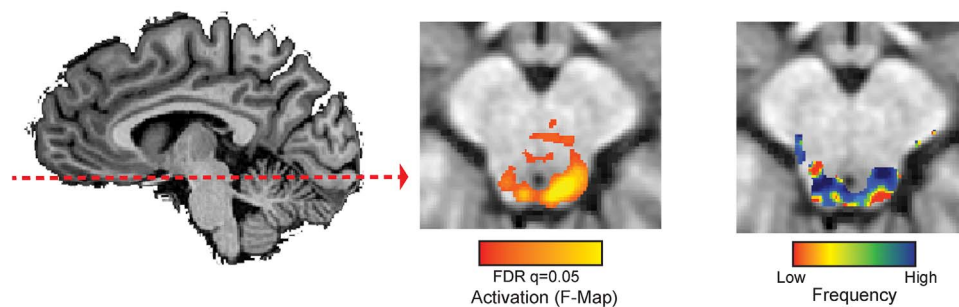 FDR q=0.05
Activation (F-Map)
Low High
Frequency